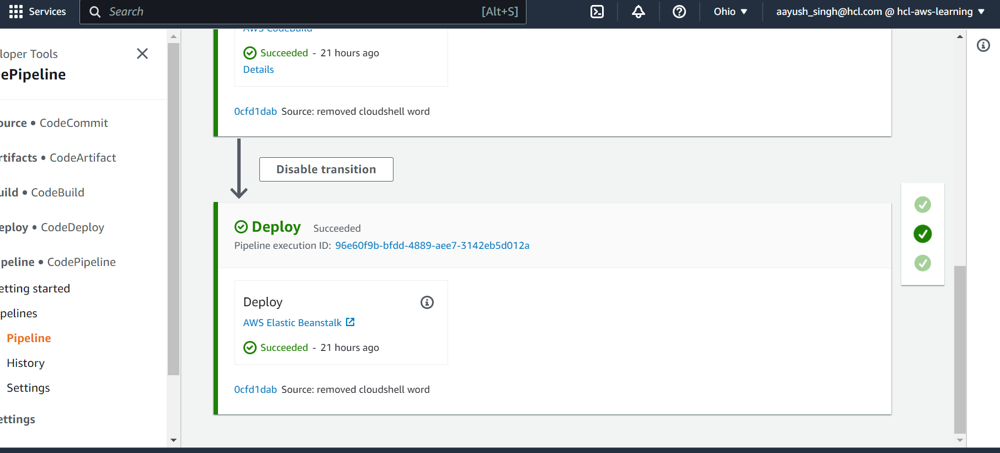 Services
Search
[Alt+S]
Ohio
aayush_singh@hcl.com @ hcl-aws-learning
loper Tools
ePipeline
ource • CodeCommit
rtifacts • CodeArtifact
uild • CodeBuild
eploy • CodeDeploy
peline • CodePipeline
etting started
pelines
Pipeline
History
Settings
ettings
AWS CodeBuild
Succeeded - 21 hours ago
Details
0cfd1dab Source: removed cloudshell word
Disable transition
Deploy Succeeded
Pipeline execution ID: 96e60f9b-bfdd-4889-aee7-3142eb5d012a
Deploy
AWS Elastic Beanstalk
Succeeded - 21 hours ago
0cfd1dab Source: removed cloudshell word